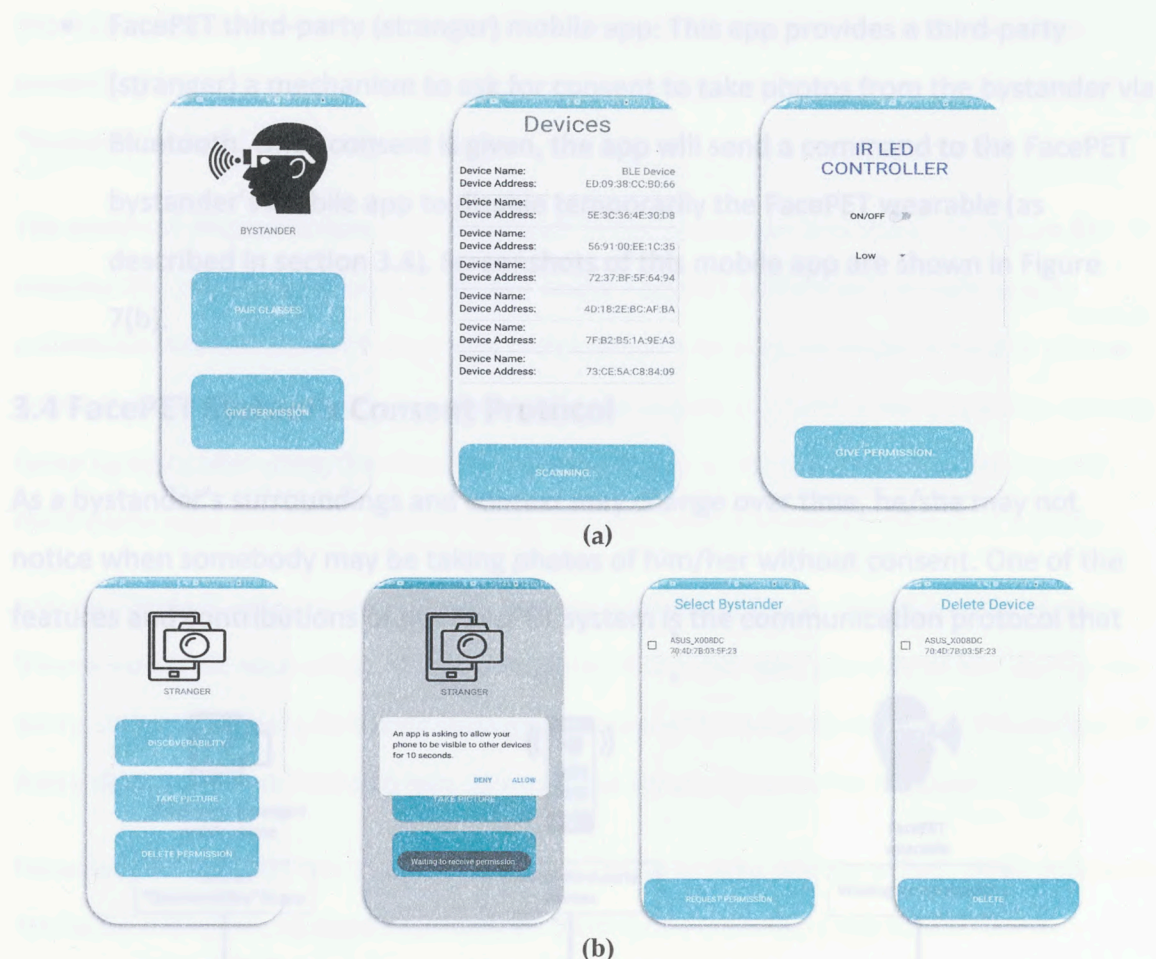 • FacePET third-party (stranger) mobile app: This app provides a third-party
(stranger) a mechanism to ask for consent to take photos from the bystander via
Bluetooth consent is given, the app will send a command to the FacePET
bystander's mobile app to temporarily the FacePET wearable (as
described in section 3.4). Screenshots of this mobile app are shown in Figure
7(b)
BYSTANDER
PAIR GLASSES
GIVE PERMISSION
Devices
Device Name: BLE Device
Device Address: ED:09:38:CC:B0:66
Device Name:
Device Address: 5E:3C:36:4E:30:D8
Device Name:
Device Address: 56:91:00:EE:1C:35
Device Name:
Device Address: 72:37:BF:5F:64:94
Device Name:
Device Address: 4D:18:2E:BC:AF:BA
Device Name:
Device Address: 7F:B2:B5:1A:9E:A3
Device Name:
Device Address: 73:CE:5A:C8:84:09
SCANNING...
IR LED
CONTROLLER
ON/OFF
Low
GIVE PERMISSION
3.4 FacePET Consent Protocol
As a bystander's surroundings and change over time, he/she may not
(a)
notice when somebody may be taking photos of him/her without consent. One of the
features and contributions system is the communication protocol that
STRANGER
DISCOVERABILITY
TAKE PICTURE
DELETE PERMISSION
STRANGER
An app is asking to allow your
phone to be visible to other devices
for 10 seconds.
DENY ALLOW
TAKE PICTURE
Waiting to receive permission
Select Bystander
ASUS_X008DC
70:4D:7B:03:5F:23
REQUEST PERMISSION
Delete Device
ASUS_X008DC
70:4D:7B:03:5F:23
DELETE
(b)